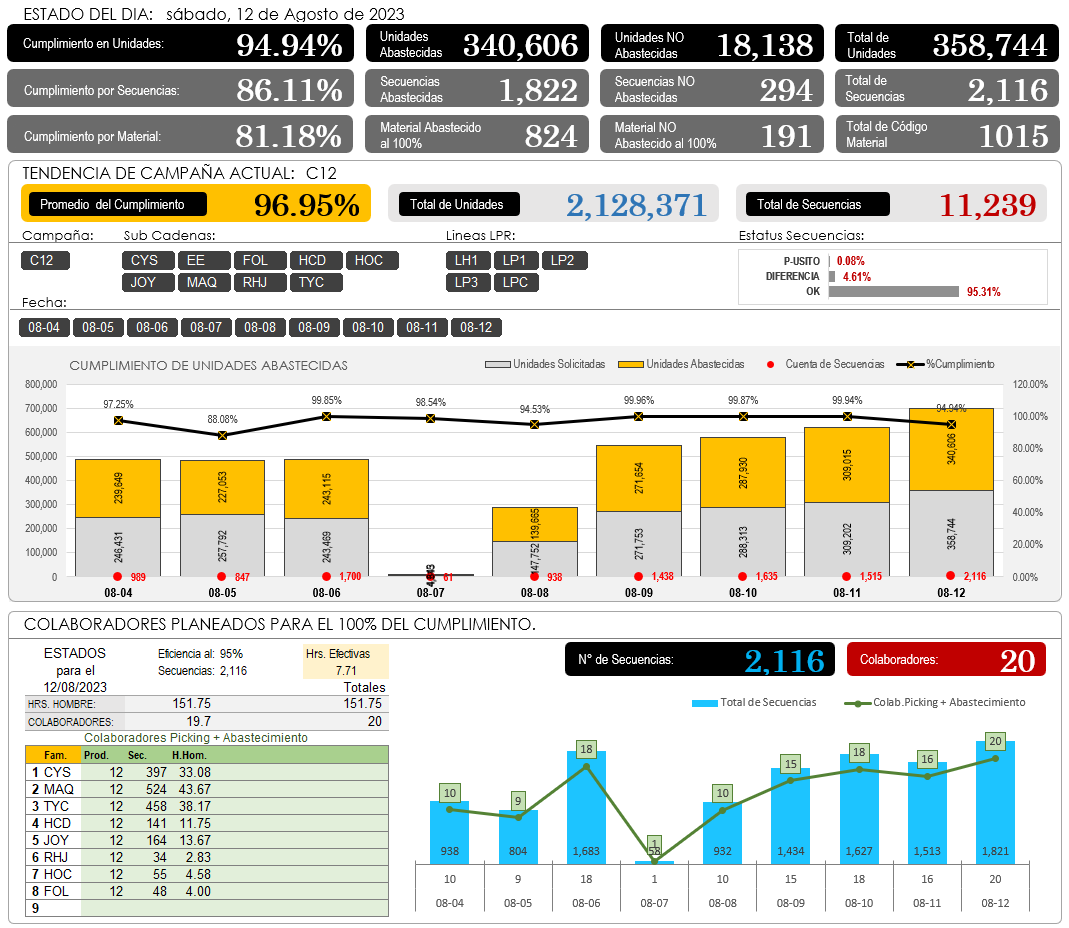 ESTADO DEL DIA: sábado, 12 de Agosto de 2023
Cumplimiento en Unidades: 94.94%
Unidades Abastecidas 340,606
Unidades NO Abastecidas 18,138
Total de Unidades 358,744
Cumplimiento por Secuencias: 86.11%
Secuencias Abastecidas 1,822
Secuencias NO Abastecidas 294
Total de Secuencias 2,116
Cumplimiento por Material: 81.18%
Material Abastecido al 100% 824
Material NO Abastecido al 100% 191
Total de Código Material 1015
TENDENCIA DE CAMPAÑA ACTUAL: C12
Promedio del Cumplimiento 96.95%
Total de Unidades 2,128,371
Total de Secuencias 11,239
Campaña: Sub Cadenas: Lineas LPR: Estatus Secuencias:
C12 CYS EE FOL HCD HOC LH1 LP1 LP2
JOY MAQ RHJ TYC LP3 LPC
P-USITO 0.08%
DIFERENCIA 4.61%
OK 95.31%
Fecha:
08-04 08-05 08-06 08-07 08-08 08-09 08-10 08-11 08-12
CUMPLIMIENTO DE UNIDADES ABASTECIDAS
Unidades Solicitadas Unidades Abastecidas Cuenta de Secuencias %Cumplimiento
800,000 120.00%
700,000 100.00%
600,000 80.00%
500,000 60.00%
400,000
300,000 40.00%
200,000
100,000 20.00%
0 0.00%
97.25% 88.08% 99.85% 98.54% 94.53% 99.96% 99.87% 99.94% 94.94%
239,649 227,053 243,115 139,665 271,654 287,930 309,015 340,606
246,431 257,792 243,469 147,752 271,753 288,313 309,202 358,744
989 847 1,700 61 938 1,438 1,635 1,515 2,116
08-04 08-05 08-06 08-07 08-08 08-09 08-10 08-11 08-12
COLABORADORES PLANEADOS PARA EL 100% DEL CUMPLIMIENTO.
ESTADOS
para el
12/08/2023
Eficiencia al: 95%
Secuencias: 2,116
Hrs. Efectivas
7.71
Totales
HRS. HOMBRE: 151.75 151.75
COLABORADORES: 19.7 20
Colaboradores Picking + Abastecimiento
Fam. Prod. Sec. H.Hom.
1 CYS 12 397 33.08
2 MAQ 12 524 43.67
3 TYC 12 458 38.17
4 HCD 12 141 11.75
5 JOY 12 164 13.67
6 RHJ 12 34 2.83
7 HOC 12 55 4.58
8 FOL 12 48 4.00
9
N° de Secuencias: 2,116
Colaboradores: 20
Total de Secuencias Colab.Picking + Abastecimiento
10 9 18 1 10 15 18 16 20
938 804 1,683 58 932 1,434 1,627 1,513 1,821
10 9 18 1 10 15 18 16 20
08-04 08-05 08-06 08-07 08-08 08-09 08-10 08-11 08-12